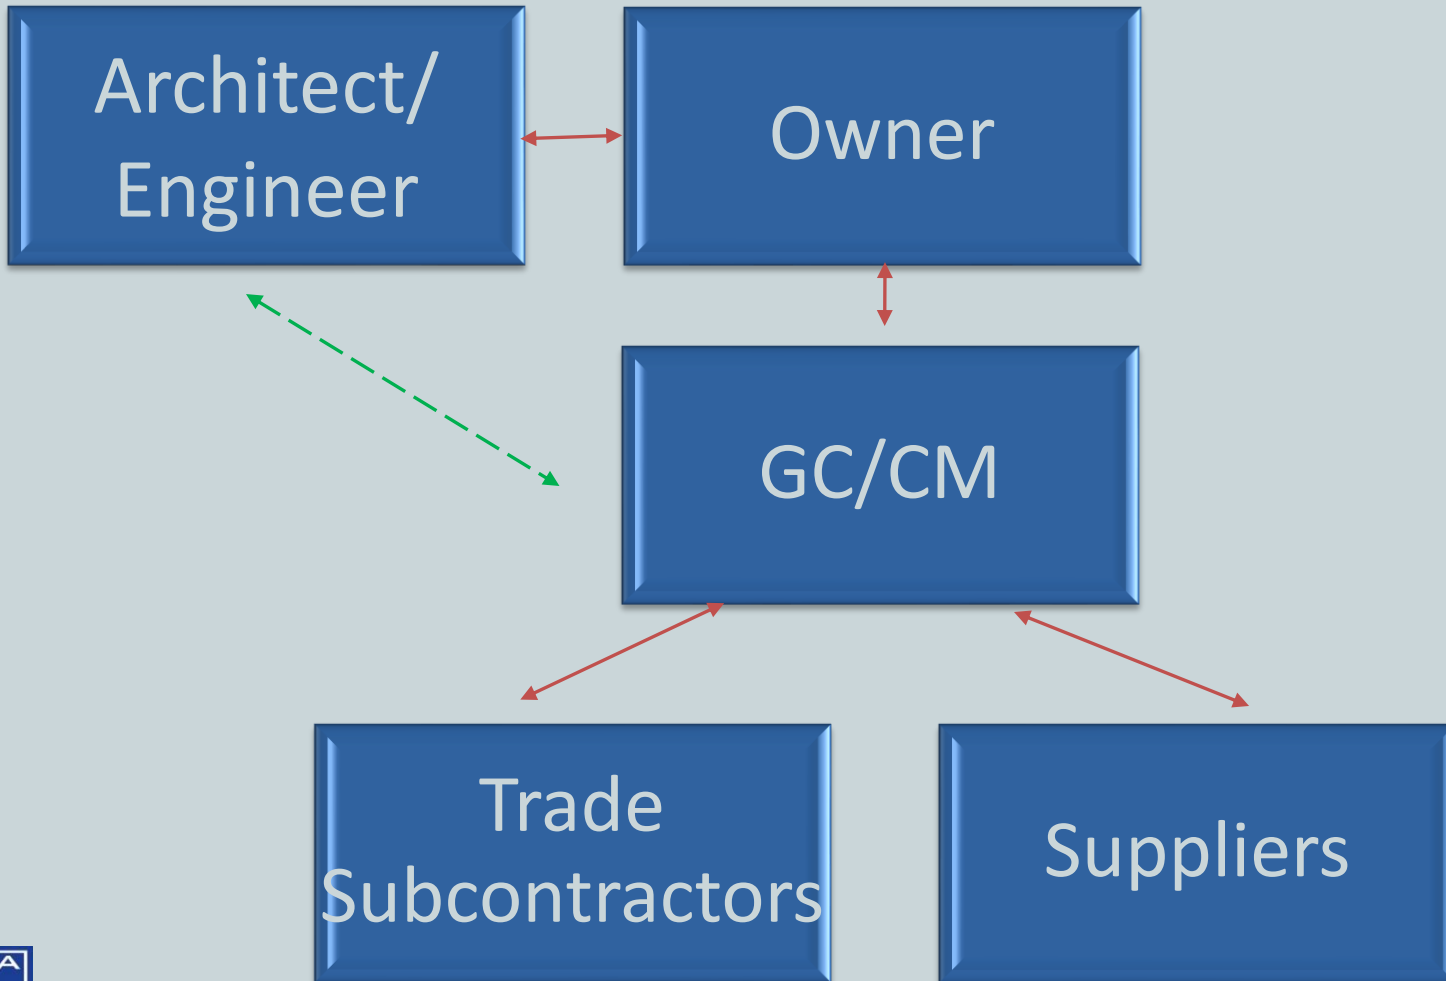 Architect/
Engineer
Owner
GC/CM
Trade
Subcontractors
Suppliers
A